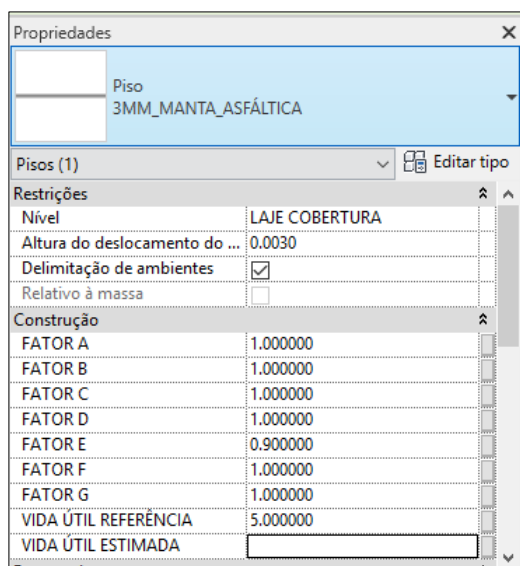 Propriedades
Piso
3MM_MANTA_ASFÁLTICA
Pisos (1) Editar tipo
Restrições
Nível LAJE COBERTURA
Altura do deslocamento do ... 0.0030
Delimitação de ambientes
Relativo à massa
Construção
FATOR A 1.000000
FATOR B 1.000000
FATOR C 1.000000
FATOR D 1.000000
FATOR E 0.900000
FATOR F 1.000000
FATOR G 1.000000
VIDA ÚTIL REFERÊNCIA 5.000000
VIDA ÚTIL ESTIMADA